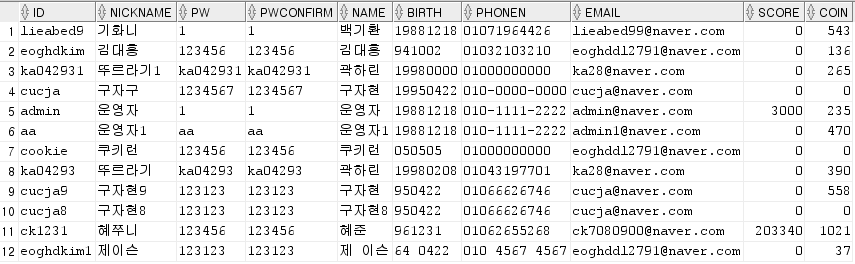 ID NICKNAME PW PWCONFIRM NAME BIRTH PHONEN EMAIL SCORE COIN
1 lieabed9 기화니 1 1 백기환 19881218 01071964426 lieabed99@naver.com 0 543
2 eoghdkim 김대홍 123456 123456 김대홍 941002 01032103210 eoghddl2791@naver.com 0 136
3 ka042931 뚜르라기1 ka042931 ka042931 곽하린 19980000 01000000000 ka28@naver.com 0 265
4 cucja 구자구 1234567 1234567 구자현 19950422 010-0000-0000 cucja@naver.com 0 0
5 admin 운영자 1 1 운영자 19881218 010-1111-2222 admin@naver.com 3000 235
6 aa 운영자1 aa aa 운영자1 19881218 010-1111-2222 admin1@naver.com 0 470
7 cookie 쿠키런 123456 123456 쿠키런 050505 01000000000 eoghddl2791@naver.com 0 0
8 ka04293 뚜르라기 ka04293 ka04293 곽하린 19980208 01043197701 ka28@naver.com 0 390
9 cucja9 구자현9 123123 123123 구자현 950422 01066626746 cucja@naver.com 0 558
10 cucja8 구자현8 123123 123123 구자현8 950422 01066626746 cucja@naver.com 0 0
11 ck1231 혜쭈니 123456 123456 혜준 961231 01062655268 ck7080900@naver.com 203340 1021
12 eoghdkim1 제이슨 123123 123123 제 이슨 64 0422 010 4567 4567 eoghddl2791@naver.com 0 37